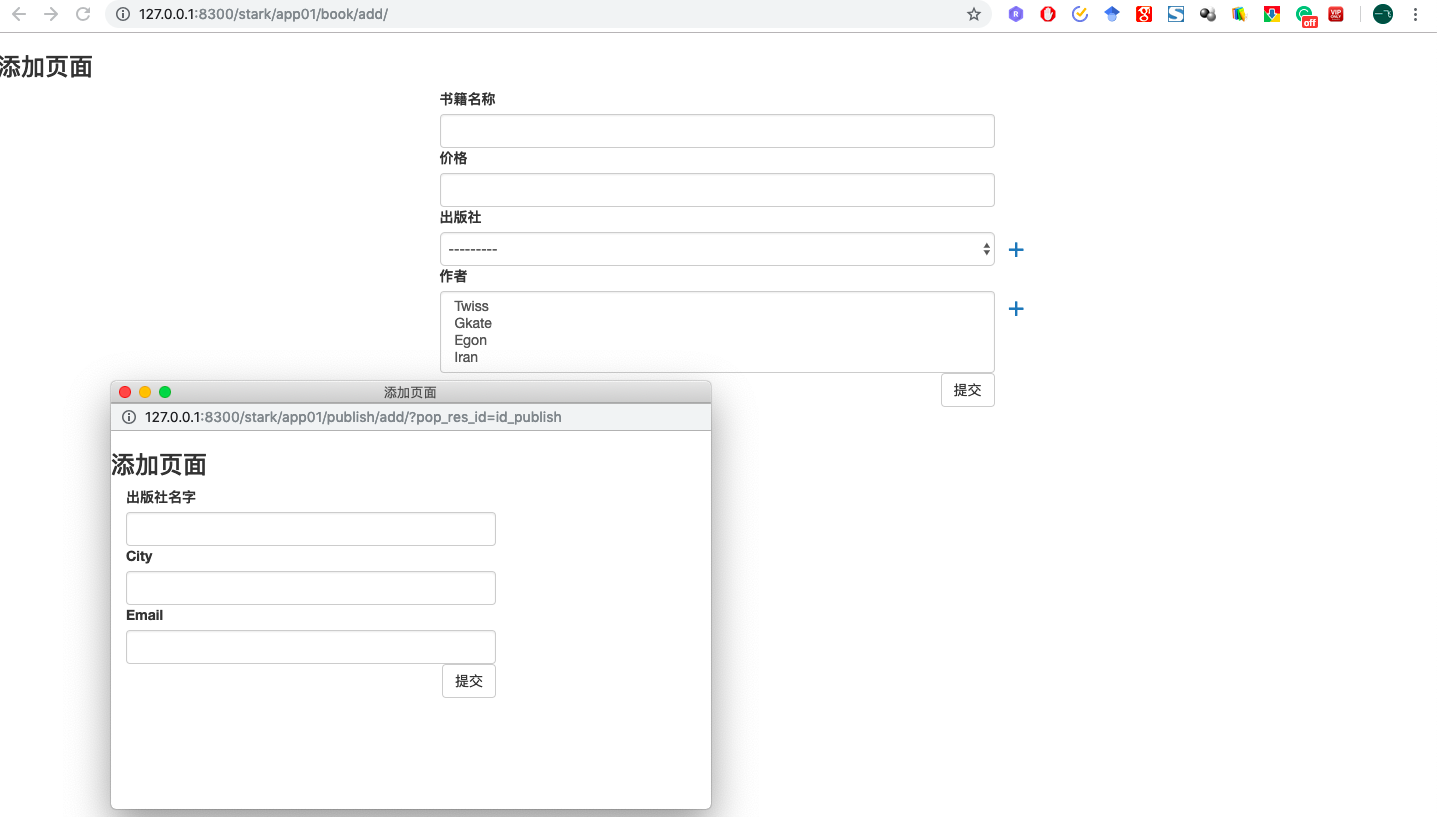 127.0.0.1:8300/stark/app01/book/add/
R
off
VIP
ONLY
添加页面
书籍名称
价格
出版社
---------
作者
Twiss
Gkate
Egon
Iran
提交
添加页面
127.0.0.1:8300/stark/app01/publish/add/?pop_res_id=id_publish
添加页面
出版社名字
City
Email
提交